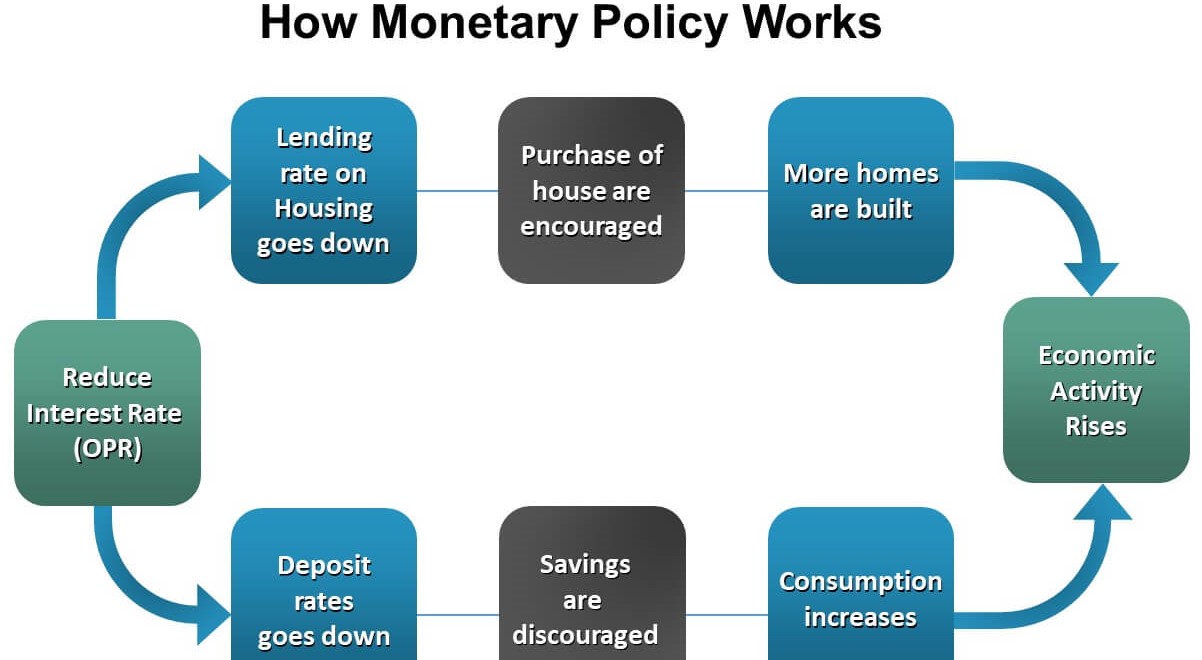 How Monetary Policy Works
Lending
rate on
Housing
goes down
Purchase of
house are
encouraged
More homes
are built
Reduce
Interest Rate
(OPR)
Economic
Activity
Rises
Deposit
rates
goes down
Savings
are
discouraged
Consumption
increases